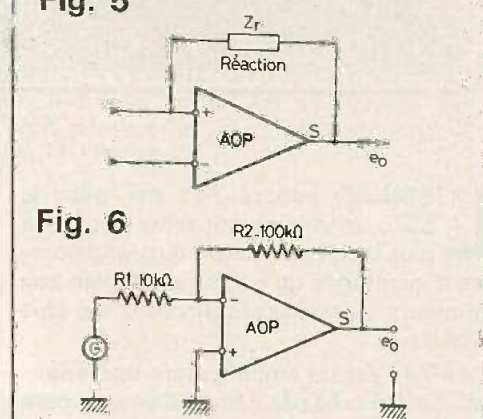 Fig. 5
Zr
Réaction
+
AOP
S
−
e₀
Fig. 6
R2-100kΩ
R1-10kΩ
−
AOP
S
+
G
e₀